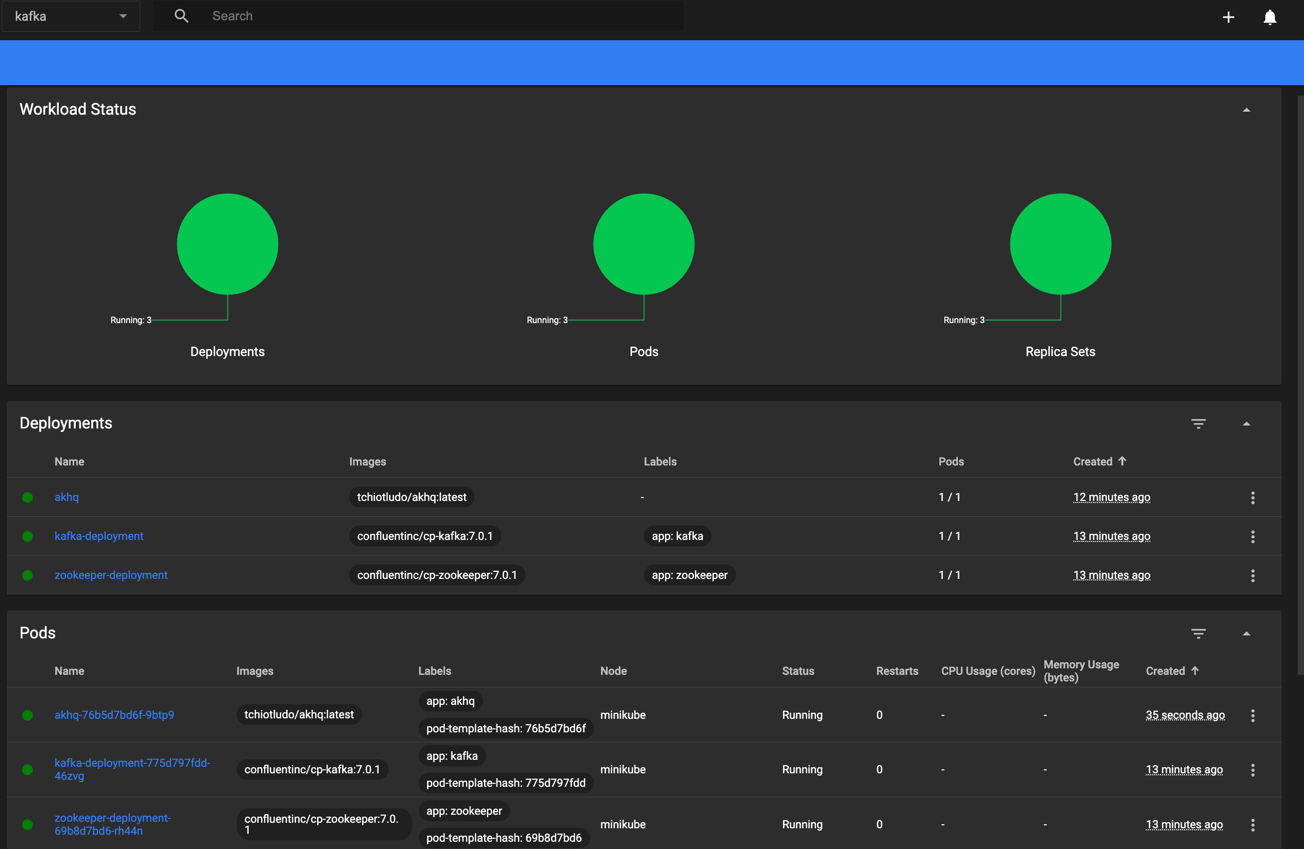 kafka
Search
Workload Status
Running: 3
Running: 3
Running: 3
Deployments
Pods
Replica Sets
Deployments
Name Images Labels Pods Created
akhq tchiotludo/akhq:latest - 1 / 1 12 minutes ago
kafka-deployment confluentinc/cp-kafka:7.0.1 app: kafka 1 / 1 13 minutes ago
zookeeper-deployment confluentinc/cp-zookeeper:7.0.1 app: zookeeper 1 / 1 13 minutes ago
Pods
Name Images Labels Node Status Restarts CPU Usage (cores) Memory Usage
(bytes) Created
app: akhq
akhq-76b5d7bd6f-9btp9 tchiotludo/akhq:latest minikube Running 0 - - 35 seconds ago
pod-template-hash: 76b5d7bd6f
app: kafka
kafka-deployment-775d797fdd-
46zvg confluentinc/cp-kafka:7.0.1 minikube Running 0 - - 13 minutes ago
pod-template-hash: 775d797fdd
app: zookeeper
zookeeper-deployment-
69b8d7bd6-rh44n confluentinc/cp-zookeeper:7.0.
1 minikube Running 0 - - 13 minutes ago
pod-template-hash: 69b8d7bd6